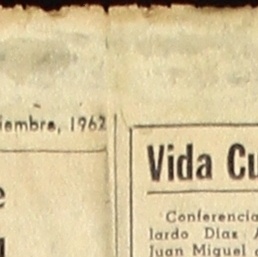 iembre, 1962
Vida Cu
e
Conferencia
lardo Diaz A
Juan Miguel